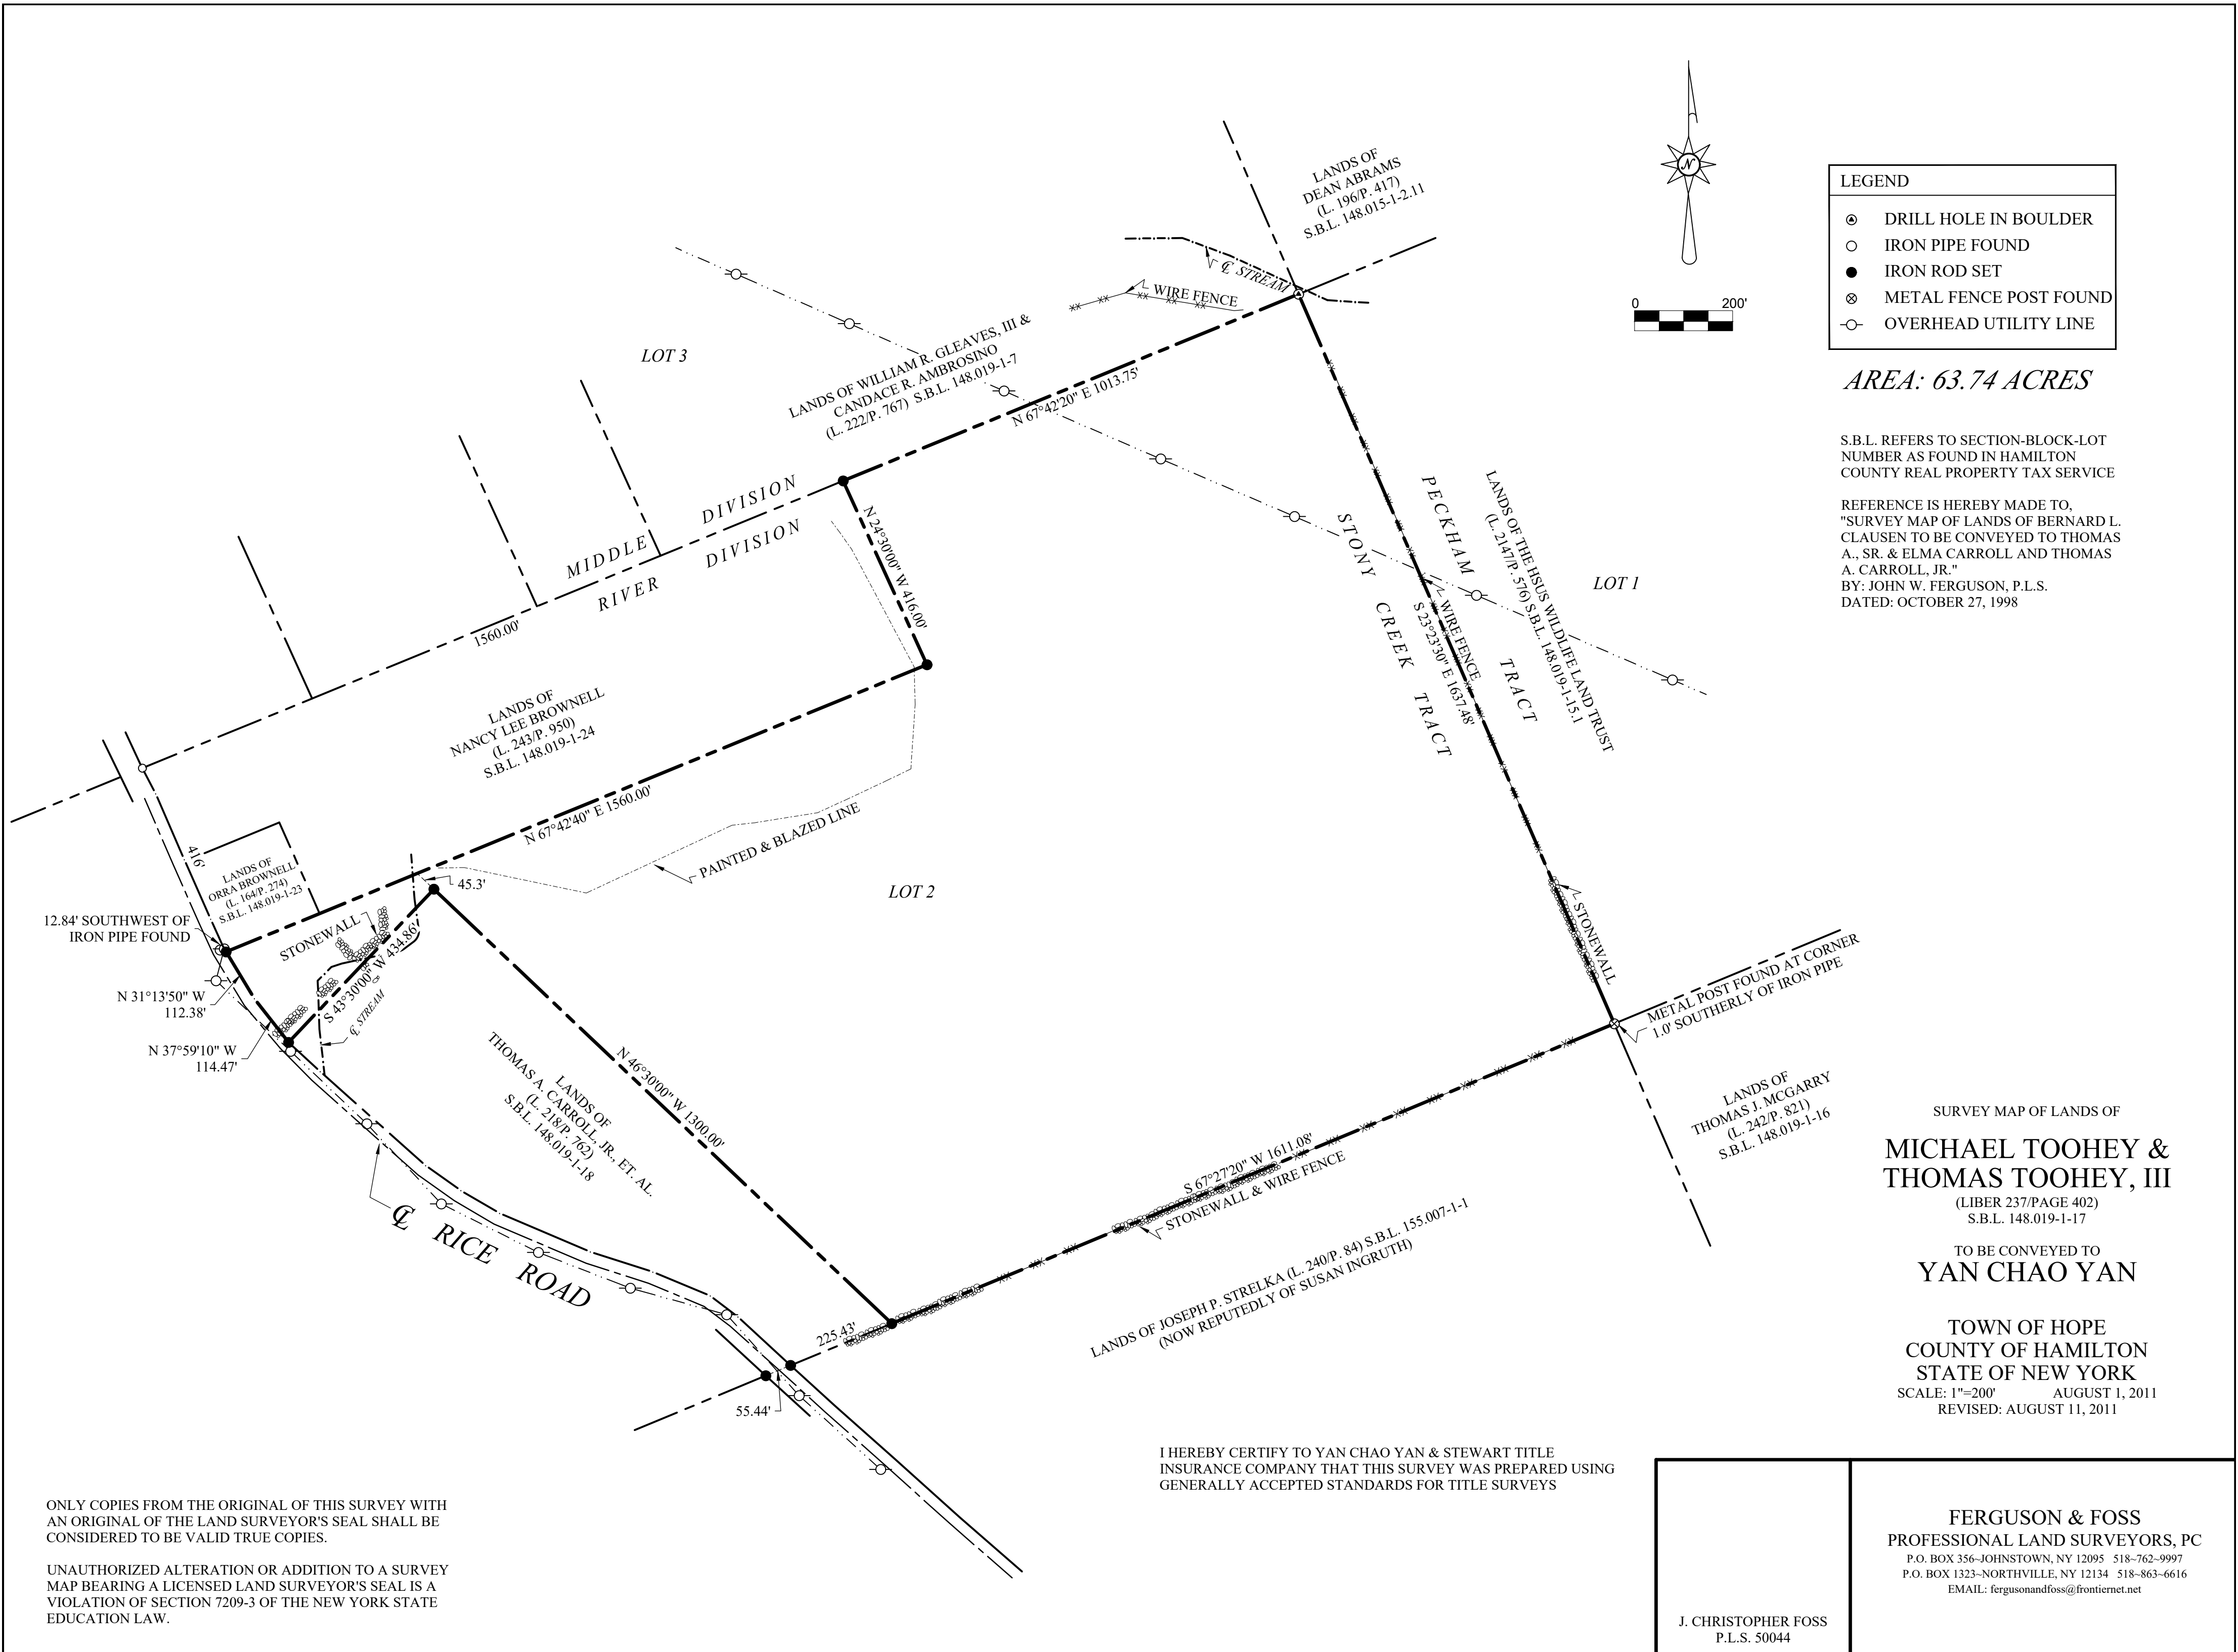 LANDS OF
DEAN ABRAMS
(L. 196/P. 417)
S.B.L. 148.015-1-2.11
N
0 200'
LEGEND
DRILL HOLE IN BOULDER
IRON PIPE FOUND
IRON ROD SET
METAL FENCE POST FOUND
OVERHEAD UTILITY LINE
AREA: 63.74 ACRES
S.B.L. REFERS TO SECTION-BLOCK-LOT
NUMBER AS FOUND IN HAMILTON
COUNTY REAL PROPERTY TAX SERVICE
REFERENCE IS HEREBY MADE TO,
"SURVEY MAP OF LANDS OF BERNARD L.
CLAUSEN TO BE CONVEYED TO THOMAS
A., SR. & ELMA CARROLL AND THOMAS
A. CARROLL, JR."
BY: JOHN W. FERGUSON, P.L.S.
DATED: OCTOBER 27, 1998
℄ STREAM
WIRE FENCE
LOT 3
LANDS OF WILLIAM R. GLEAVES, III &
CANDACE R. AMBROSINO
(L. 222/P. 767) S.B.L. 148.019-1-7
N 67°42'20" E 1013.75'
MIDDLE DIVISION
RIVER DIVISION
1560.00'
N 24°30'00" W 416.00'
STONY CREEK TRACT
PECKHAM TRACT
LANDS OF THE HSUS WILDLIFE LAND TRUST
(L. 2147/P. 576) S.B.L. 148.019-1-15.1
WIRE FENCE
S 23°23'30" E 1637.48'
LOT 1
LANDS OF
NANCY LEE BROWNELL
(L. 243/P. 950)
S.B.L. 148.019-1-24
N 67°42'40" E 1560.00'
PAINTED & BLAZED LINE
LOT 2
416'
LANDS OF
ORRA BROWNELL
(L. 164/P. 274)
S.B.L. 148.019-1-23
45.3'
12.84' SOUTHWEST OF
IRON PIPE FOUND
STONEWALL
S 43°30'00" W 434.86'
℄ STREAM
N 31°13'50" W
112.38'
N 37°59'10" W
114.47'
STONEWALL
METAL POST FOUND AT CORNER
1.0' SOUTHERLY OF IRON PIPE
LANDS OF
THOMAS J. MCGARRY
(L. 242/P. 821)
S.B.L. 148.019-1-16
LANDS OF
THOMAS A. CARROLL, JR., ET. AL.
(L. 218/P. 762)
S.B.L. 148.019-1-18
N 46°30'00" W 1300.00'
S 67°27'20" W 1611.08'
STONEWALL & WIRE FENCE
LANDS OF JOSEPH P. STRELKA (L. 240/P. 84) S.B.L. 155.007-1-1
(NOW REPUTEDLY OF SUSAN INGRUTH)
℄ RICE ROAD
225.43'
55.44'
SURVEY MAP OF LANDS OF
MICHAEL TOOHEY &
THOMAS TOOHEY, III
(LIBER 237/PAGE 402)
S.B.L. 148.019-1-17
TO BE CONVEYED TO
YAN CHAO YAN
TOWN OF HOPE
COUNTY OF HAMILTON
STATE OF NEW YORK
SCALE: 1"=200' AUGUST 1, 2011
REVISED: AUGUST 11, 2011
I HEREBY CERTIFY TO YAN CHAO YAN & STEWART TITLE
INSURANCE COMPANY THAT THIS SURVEY WAS PREPARED USING
GENERALLY ACCEPTED STANDARDS FOR TITLE SURVEYS
ONLY COPIES FROM THE ORIGINAL OF THIS SURVEY WITH
AN ORIGINAL OF THE LAND SURVEYOR'S SEAL SHALL BE
CONSIDERED TO BE VALID TRUE COPIES.
UNAUTHORIZED ALTERATION OR ADDITION TO A SURVEY
MAP BEARING A LICENSED LAND SURVEYOR'S SEAL IS A
VIOLATION OF SECTION 7209-3 OF THE NEW YORK STATE
EDUCATION LAW.
J. CHRISTOPHER FOSS
P.L.S. 50044
FERGUSON & FOSS
PROFESSIONAL LAND SURVEYORS, PC
P.O. BOX 356~JOHNSTOWN, NY 12095 518~762~9997
P.O. BOX 1323~NORTHVILLE, NY 12134 518~863~6616
EMAIL: fergusonandfoss@frontiernet.net